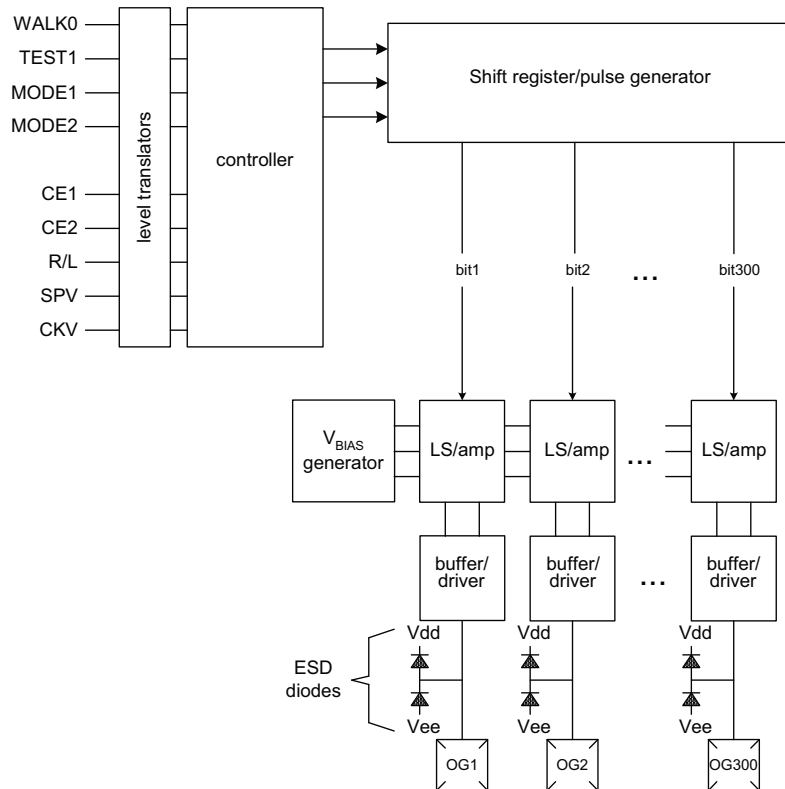 WALK0
TEST1
MODE1
MODE2
CE1
CE2
R/L
SPV
CKV
level translators
controller
Shift register/pulse generator
bit1
bit2
...
bit300
VBIAS
generator
LS/amp
LS/amp
...
LS/amp
buffer/
driver
buffer/
driver
...
buffer/
driver
ESD
diodes
Vdd
Vdd
Vdd
Vee
Vee
Vee
OG1
OG2
OG300